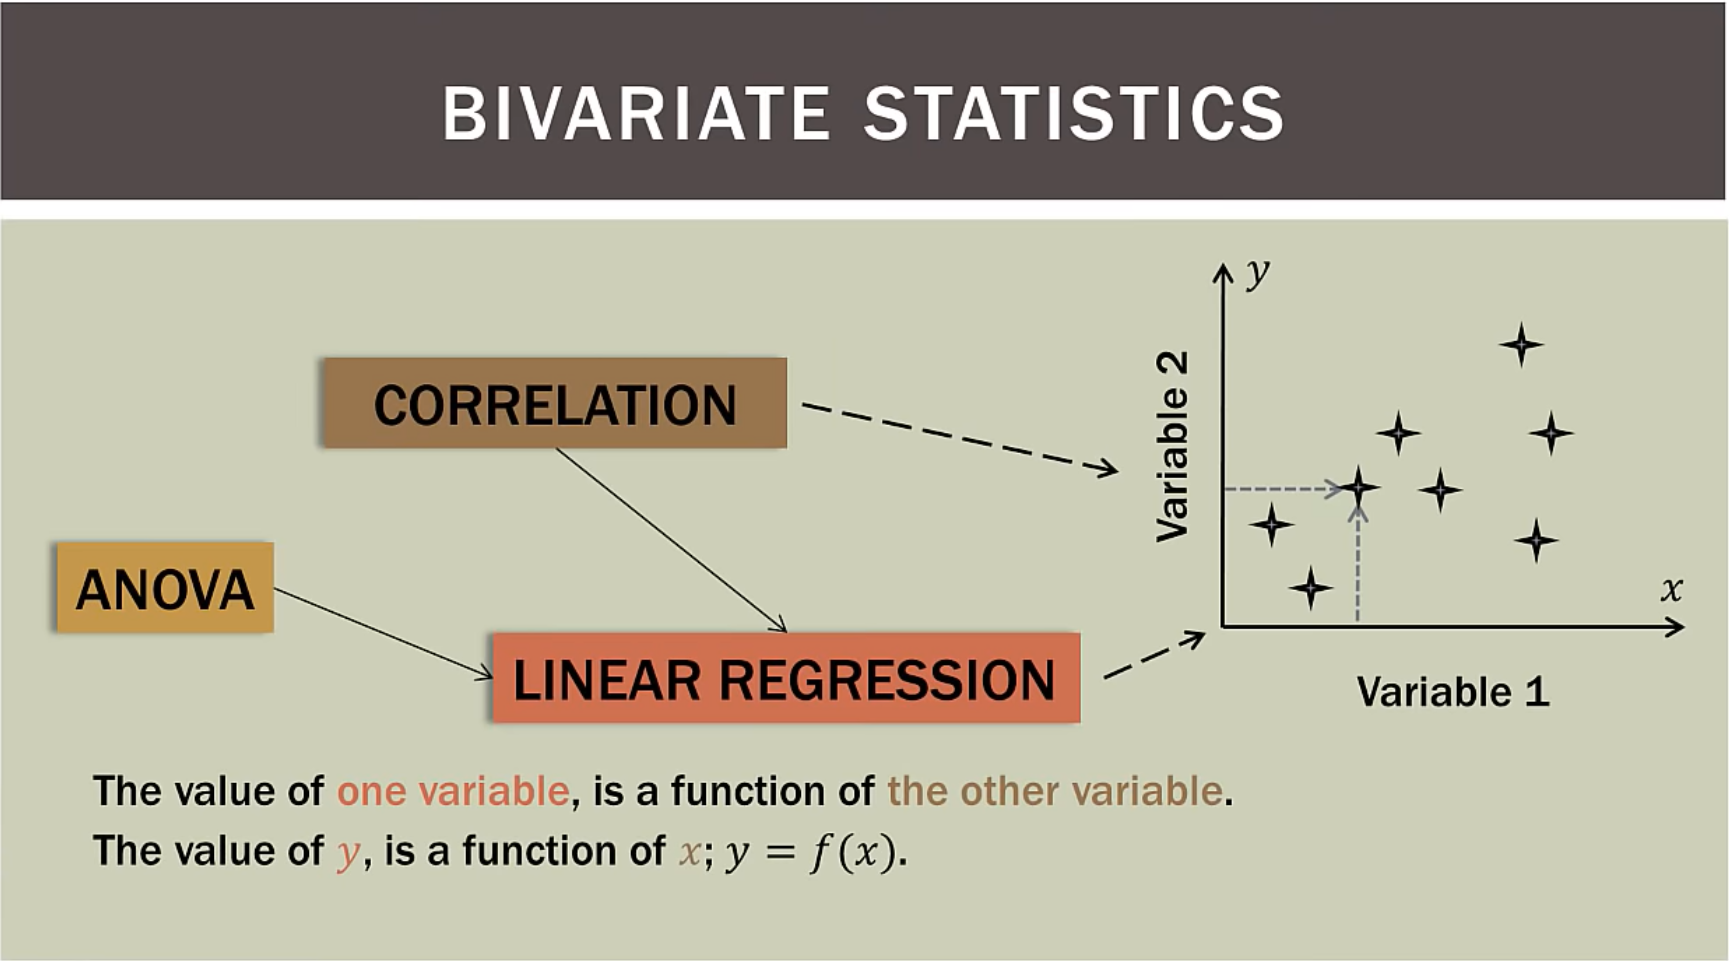 BIVARIATE STATISTICS
CORRELATION
ANOVA
LINEAR REGRESSION
y
Variable 2
x
Variable 1
The value of one variable, is a function of the other variable.
The value of y, is a function of x; y = f(x).